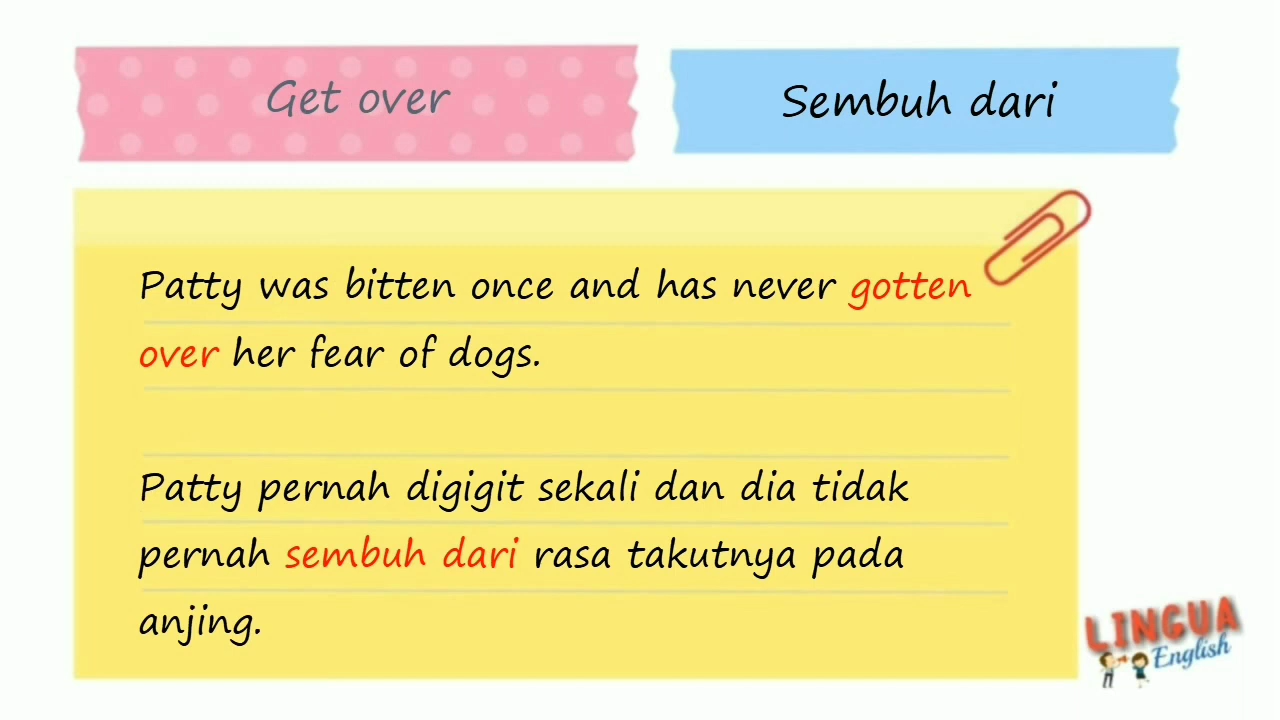 Get over
Sembuh dari
Patty was bitten once and has never gotten
over her fear of dogs.
Patty pernah digigit sekali dan dia tidak
pernah sembuh dari rasa takutnya pada
anjing.
LINGUA
English